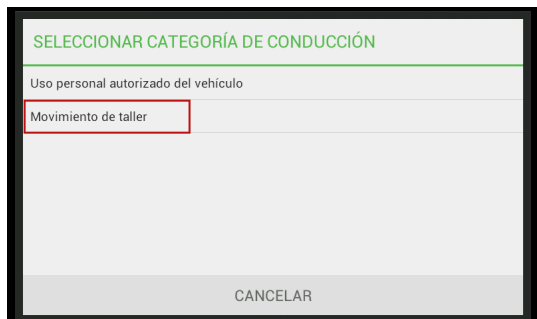 SELECCIONAR CATEGORÍA DE CONDUCCIÓN
Uso personal autorizado del vehículo
Movimiento de taller
CANCELAR